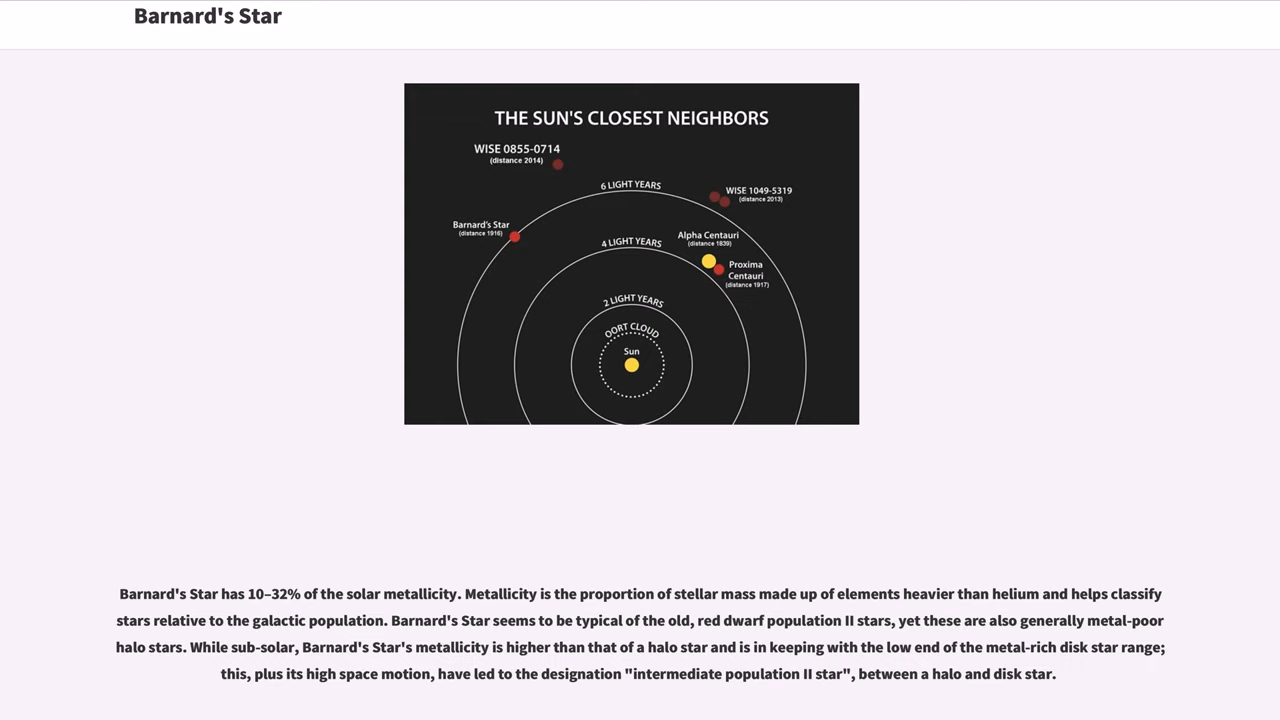 Barnard's Star
THE SUN'S CLOSEST NEIGHBORS
WISE 0855-0714
(distance 2014)
6 LIGHT YEARS
WISE 1049-5319
(distance 2013)
Barnard's Star
(distance 1916)
4 LIGHT YEARS
Alpha Centauri
(distance 1839)
Proxima
Centauri
(distance 1917)
2 LIGHT YEARS
OORT CLOUD
Sun
Barnard's Star has 10–32% of the solar metallicity. Metallicity is the proportion of stellar mass made up of elements heavier than helium and helps classify
stars relative to the galactic population. Barnard's Star seems to be typical of the old, red dwarf population II stars, yet these are also generally metal-poor
halo stars. While sub-solar, Barnard's Star's metallicity is higher than that of a halo star and is in keeping with the low end of the metal-rich disk star range;
this, plus its high space motion, have led to the designation "intermediate population II star", between a halo and disk star.